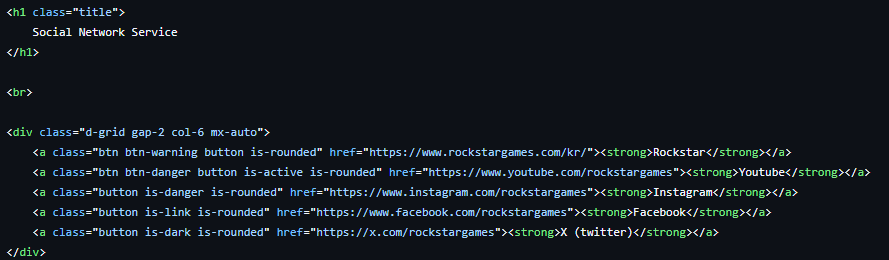 <h1 class="title">
    Social Network Service
</h1>

<br>

<div class="d-grid gap-2 col-6 mx-auto">
    <a class="btn btn-warning button is-rounded" href="https://www.rockstargames.com/kr/"><strong>Rockstar</strong></a>
    <a class="btn btn-danger button is-active is-rounded" href="https://www.youtube.com/rockstargames"><strong>Youtube</strong></a>
    <a class="button is-danger is-rounded" href="https://www.instagram.com/rockstargames"><strong>Instagram</strong></a>
    <a class="button is-link is-rounded" href="https://www.facebook.com/rockstargames"><strong>Facebook</strong></a>
    <a class="button is-dark is-rounded" href="https://x.com/rockstargames"><strong>X (twitter)</strong></a>
</div>